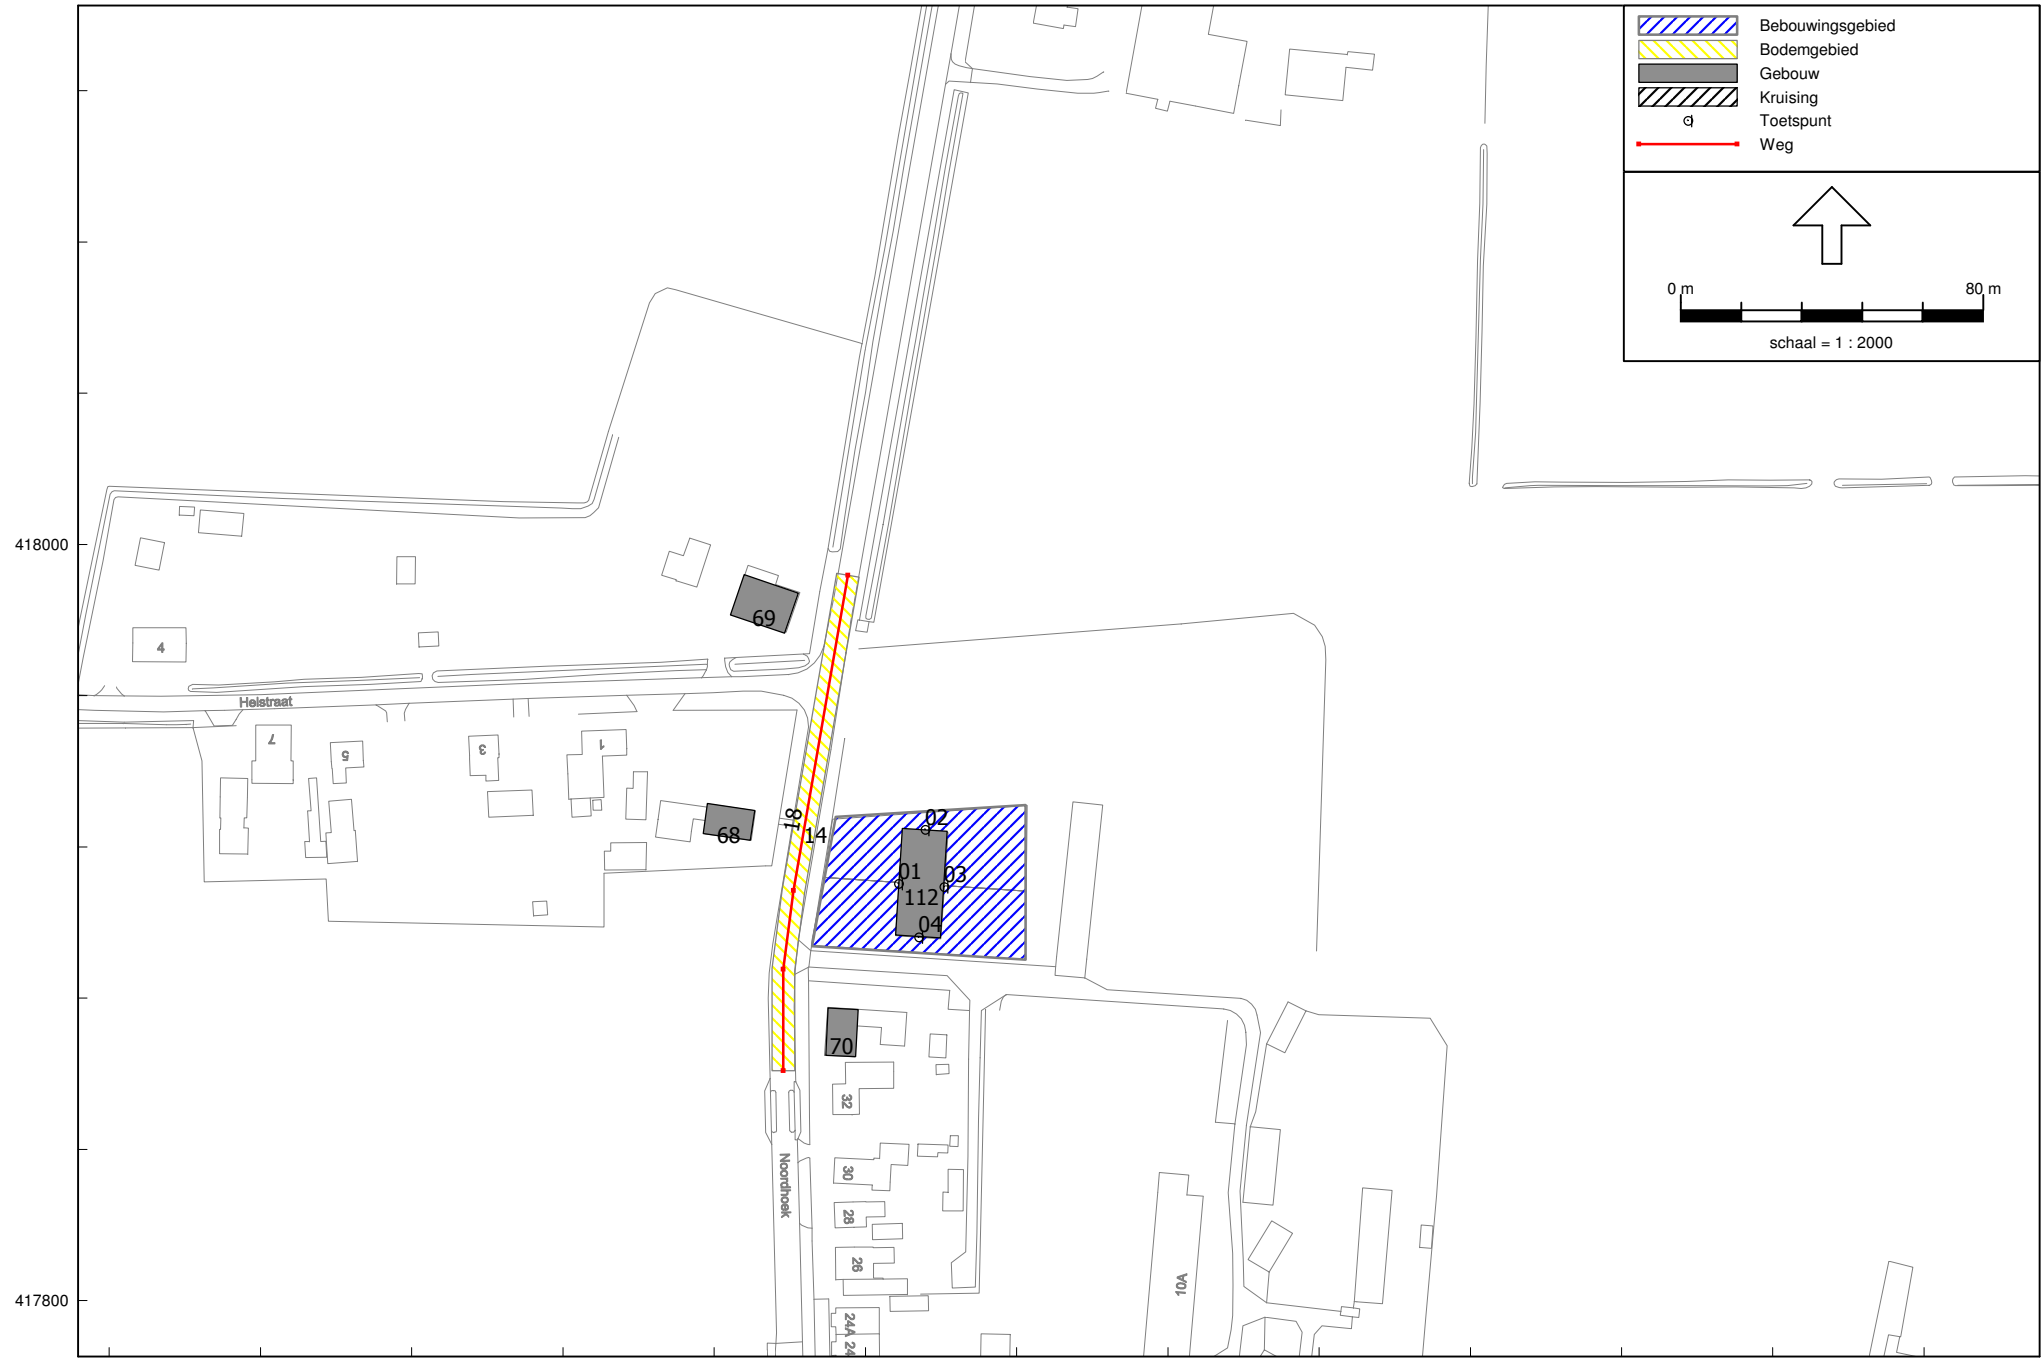 Bebouwingsgebied
Bodemgebied
Gebouw
Kruising
Toetspunt
Weg
0 m 80 m
schaal = 1 : 2000
418000
69
4
Heistraat
7
5
3
1
68
18
14
02
01
03
112
04
70
32
Noordhoek
30
28
26
10A
24A 24
417800